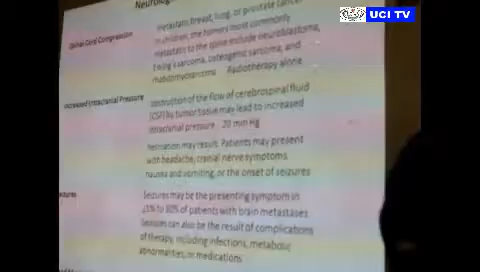 UCI TV
Neurolog
metastatic breast, lung, or prostate cancer
Spinal Cord Compression
In children, the tumors most commonly
metastatic to the spine include neuroblastoma,
Ewing's sarcoma, osteogenic sarcoma, and
rhabdomyosarcoma Radiotherapy alone
Increased Intracranial Pressure
obstruction of the flow of cerebrospinal fluid
(CSF) by tumor tissue may lead to increased
intracranial pressure 20 mm Hg
herniation may result. Patients may present
with headache, cranial nerve symptoms,
nausea and vomiting, or the onset of seizures
eizures
Seizures may be the presenting symptom in
15% to 30% of patients with brain metastases
Seizures can also be the result of complications
of therapy, including infections, metabolic
abnormalities, or medications